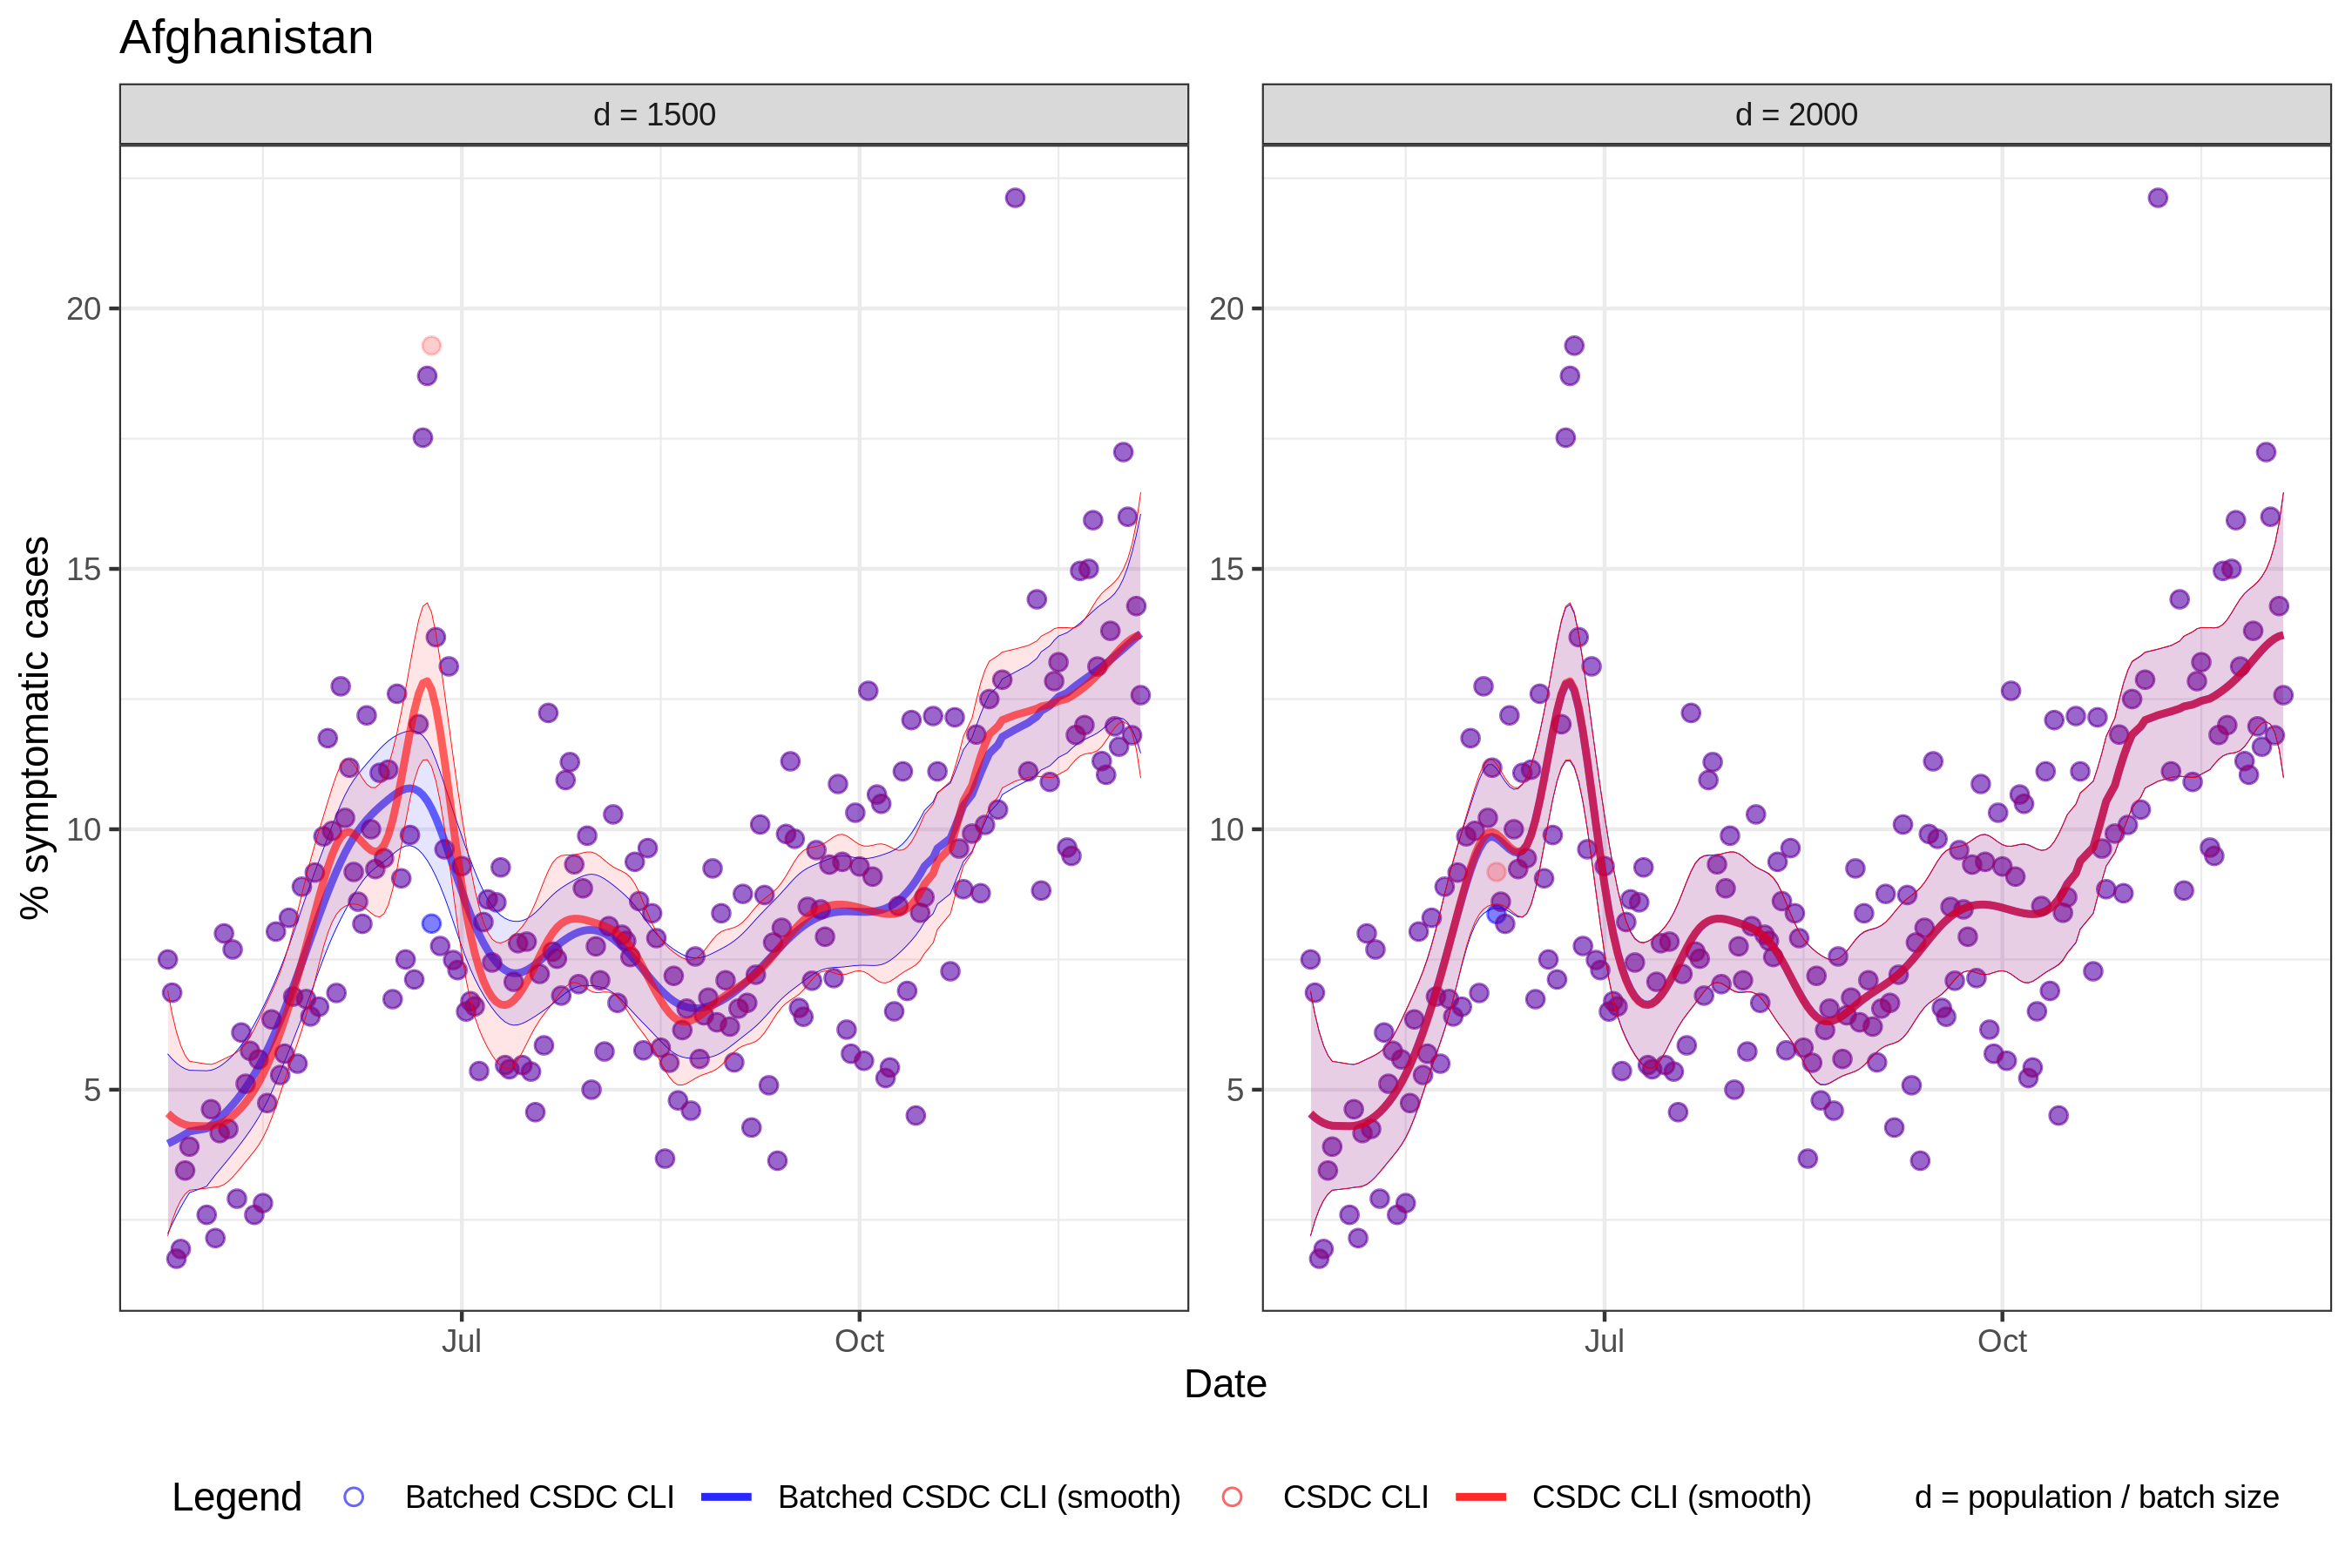 Afghanistan
d = 1500
d = 2000
% symptomatic cases
20
15
10
5
20
15
10
5
Jul
Oct
Jul
Oct
Date
Legend
Batched CSDC CLI
Batched CSDC CLI (smooth)
CSDC CLI
CSDC CLI (smooth)
d = population / batch size